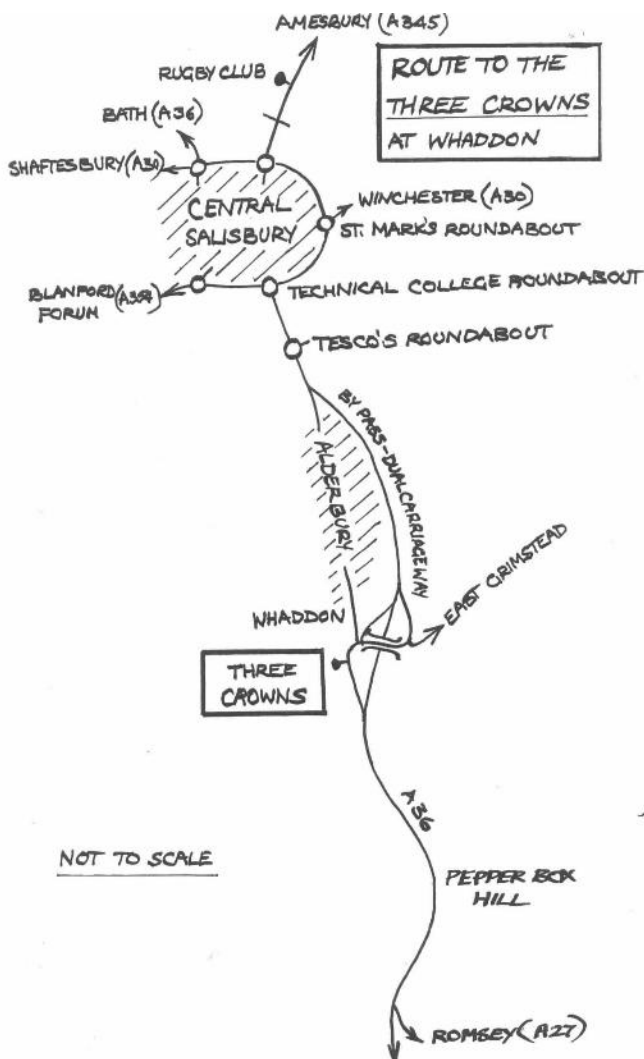 AMESBURY (A345)
RUGBY CLUB
ROUTE TO THE
THREE CROWNS
AT WHADDON
BATH (A36)
SHAFTESBURY (A30)
CENTRAL
SALISBURY
WINCHESTER (A30)
ST. MARK'S ROUNDABOUT
BLANFORD (A354)
FORUM
TECHNICAL COLLEGE ROUNDABOUT
TESCO'S ROUNDABOUT
BY PASS - DUAL CARRIAGEWAY
ALDERBURY
EAST GRIMSTEAD
WHADDON
THREE
CROWNS
A36
NOT TO SCALE
PEPPER BOX
HILL
ROMSEY (A27)